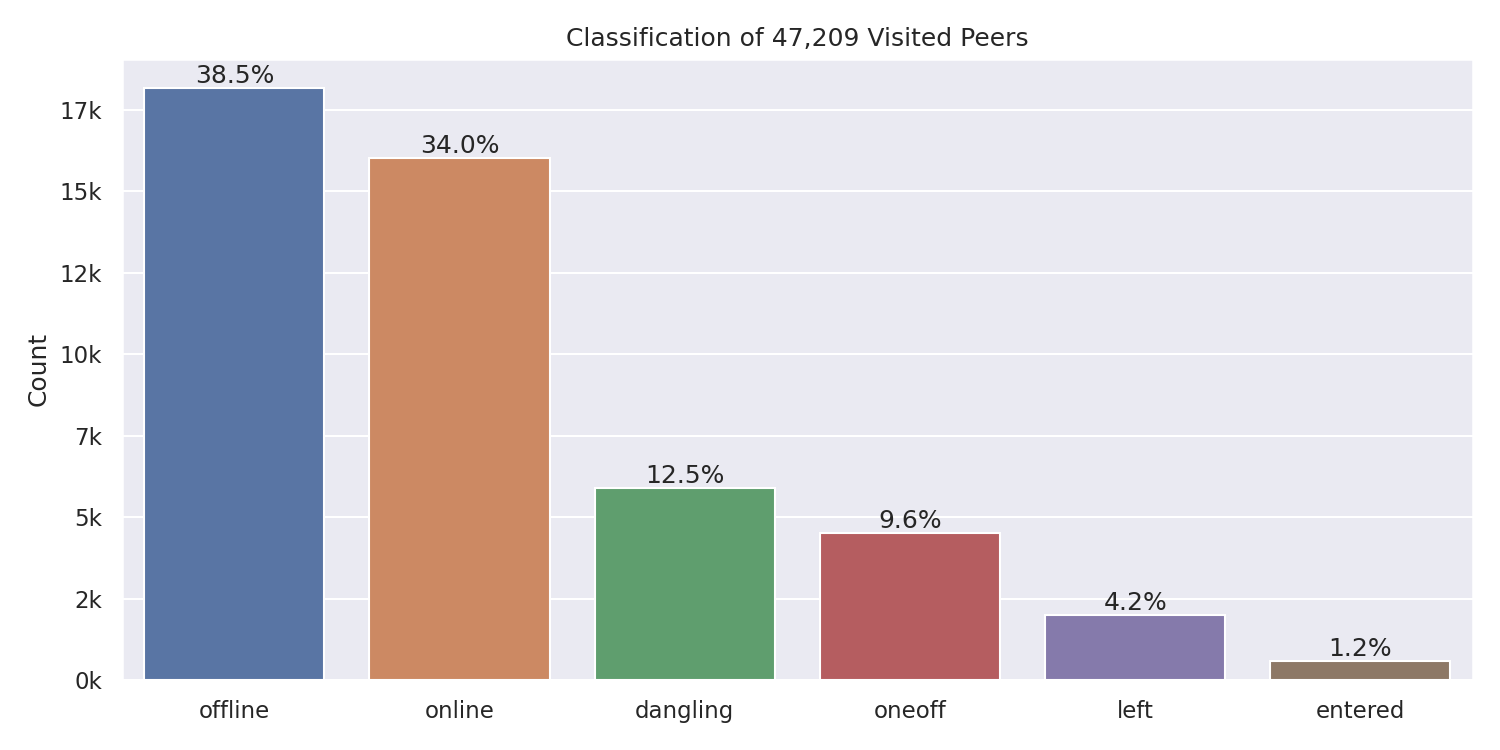 Classification of 47,209 Visited Peers
38.5%
17k
34.0%
15k
12k
Count
10k
7k
12.5%
5k
9.6%
2k
4.2%
1.2%
0k
offline
online
dangling
oneoff
left
entered